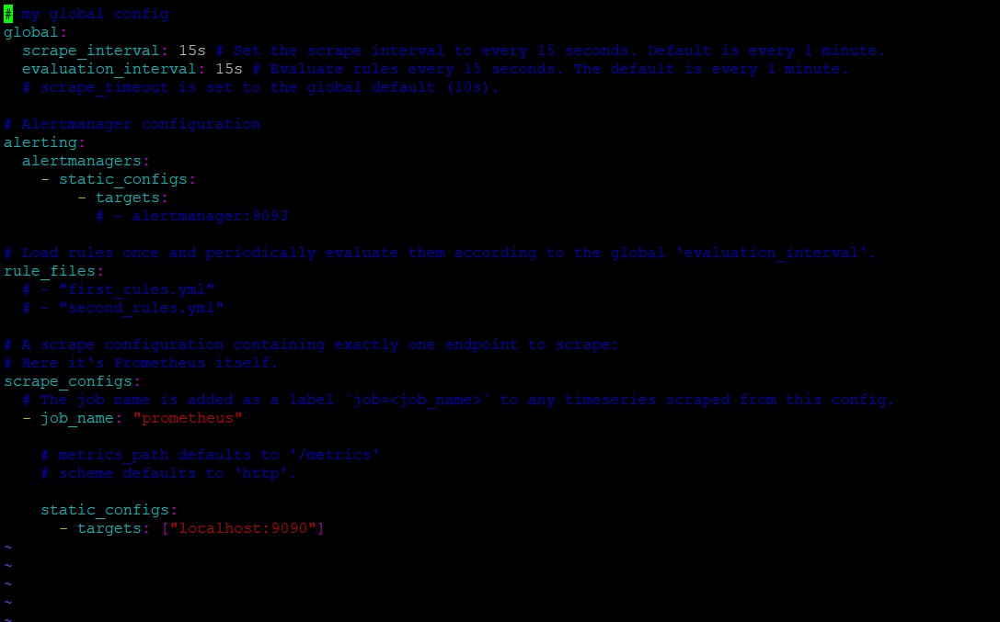 # my global config
global:
  scrape_interval: 15s # Set the scrape interval to every 15 seconds. Default is every 1 minute.
  evaluation_interval: 15s # Evaluate rules every 15 seconds. The default is every 1 minute.
  # scrape_timeout is set to the global default (10s).

# Alertmanager configuration
alerting:
  alertmanagers:
    - static_configs:
        - targets:
          # - alertmanager:9093

# Load rules once and periodically evaluate them according to the global 'evaluation_interval'.
rule_files:
  # - "first_rules.yml"
  # - "second_rules.yml"

# A scrape configuration containing exactly one endpoint to scrape:
# Here it's Prometheus itself.
scrape_configs:
  # The job name is added as a label `job=<job_name>` to any timeseries scraped from this config.
  - job_name: "prometheus"

    # metrics_path defaults to '/metrics'
    # scheme defaults to 'http'.

    static_configs:
      - targets: ["localhost:9090"]
~
~
~
~
~